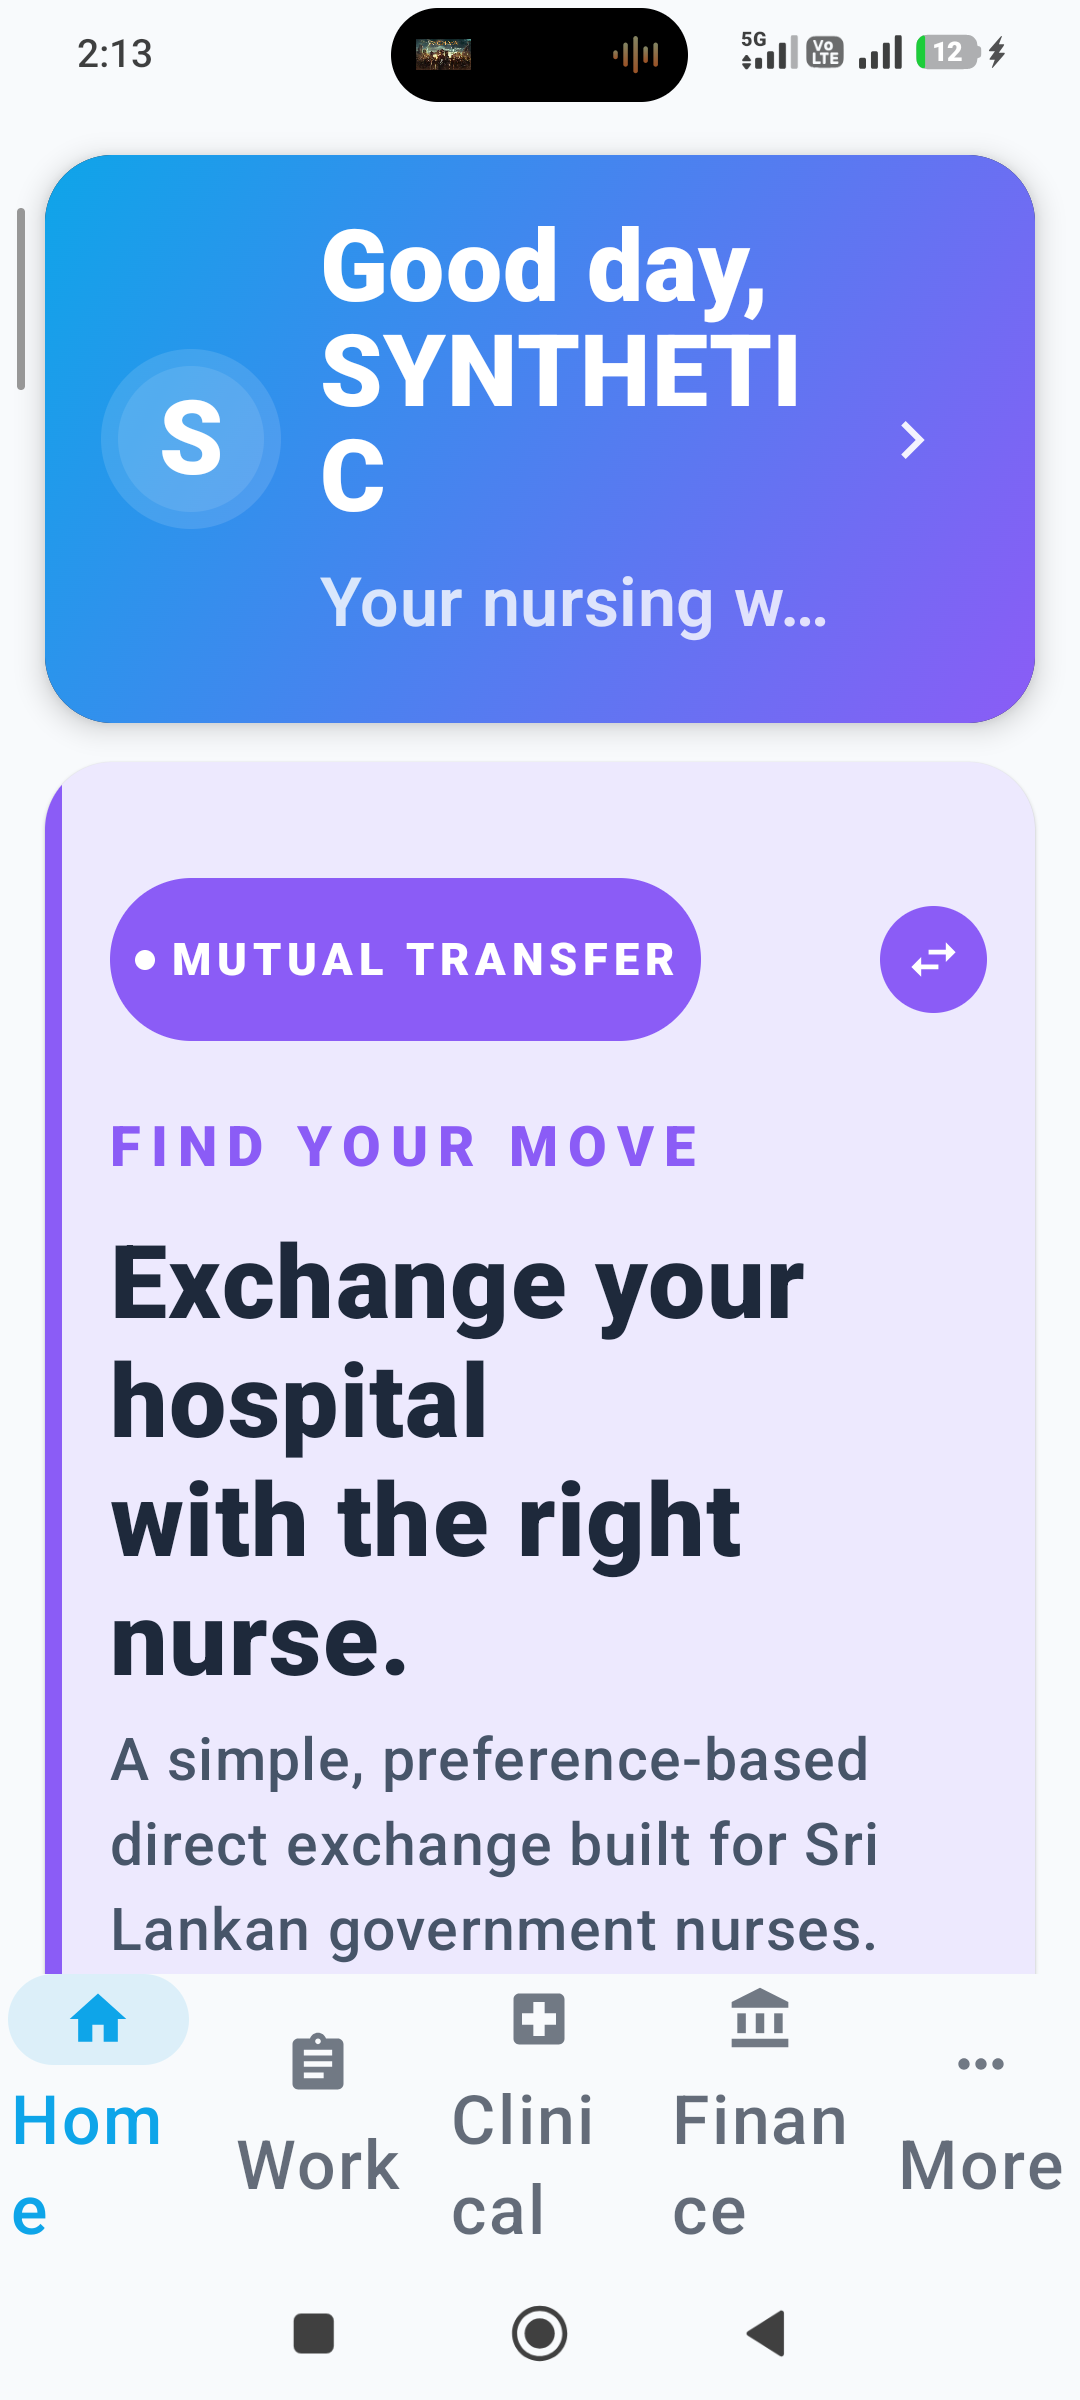 2:13
5G
Vo
LTE
12
Good day,
SYNTHETI
C
S
Your nursing w...
MUTUAL TRANSFER
FIND YOUR MOVE
Exchange your
hospital
with the right
nurse.
A simple, preference-based
direct exchange built for Sri
Lankan government nurses.
Hom
e
Work
Clini
cal
Finan
ce
More